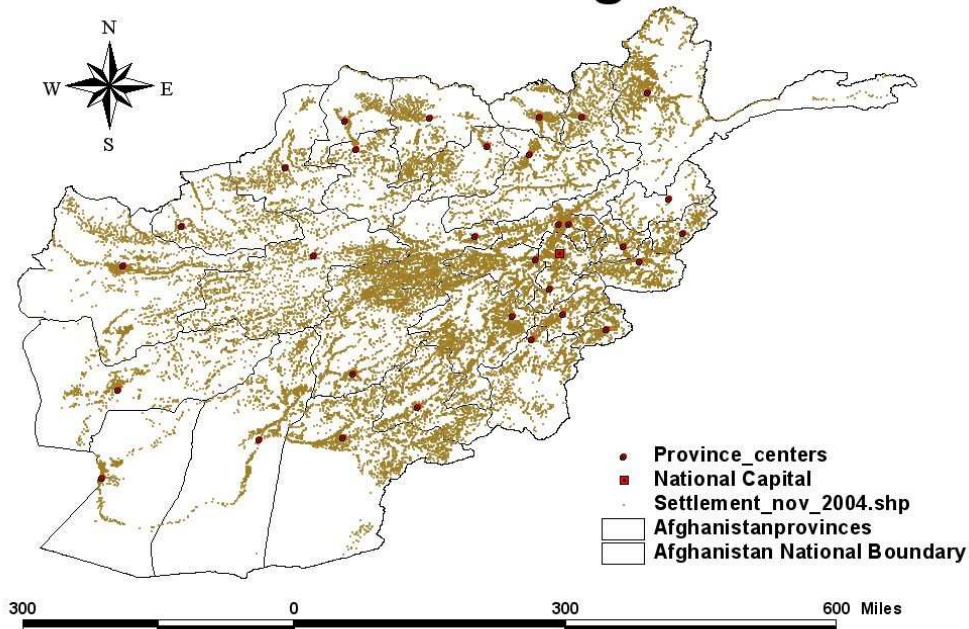 N
W E
S
Province_centers
National Capital
Settlement_nov_2004.shp
Afghanistanprovinces
Afghanistan National Boundary
300 0 300 600 Miles